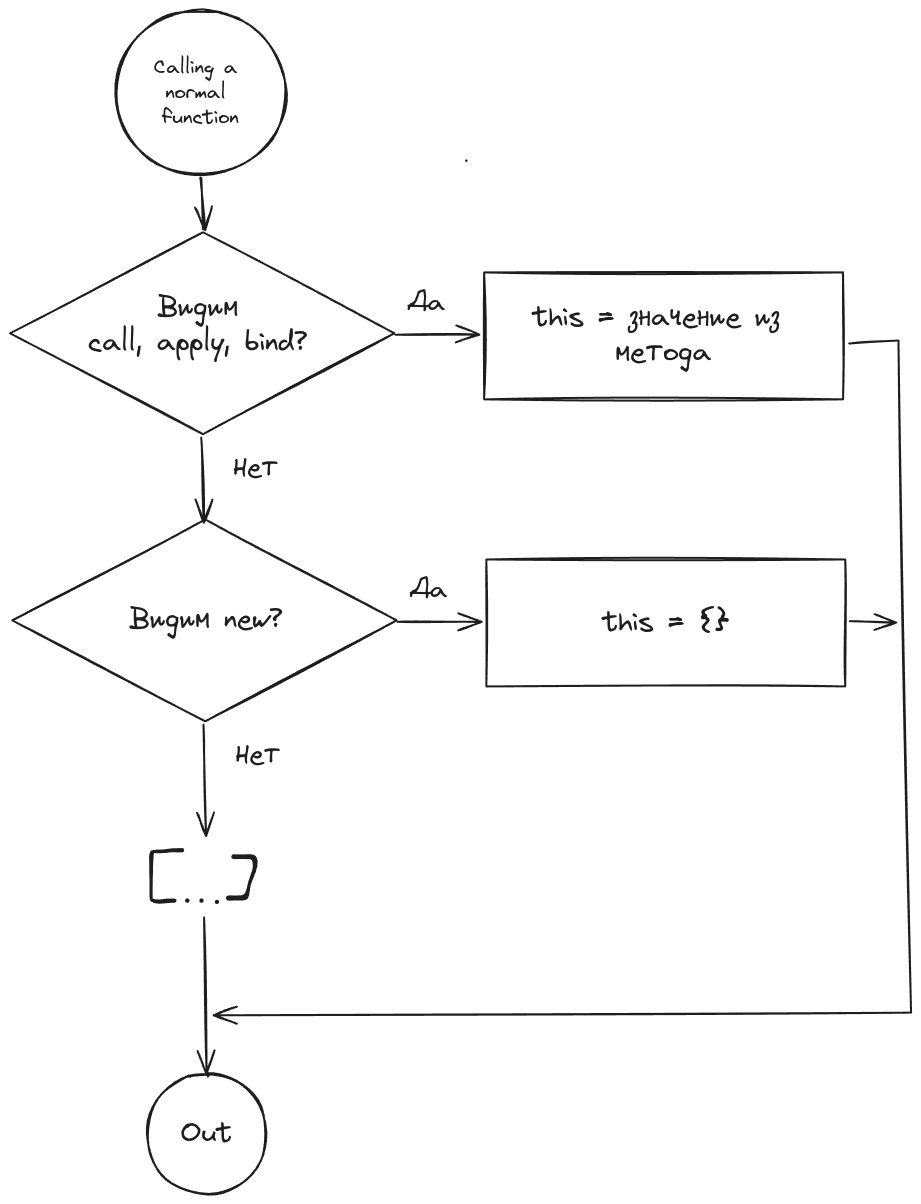 Calling a
normal
function
Видим
call, apply, bind?
Да
this = значение из
метода
Нет
Видим new?
Да
this = {}
Нет
[...]
Out